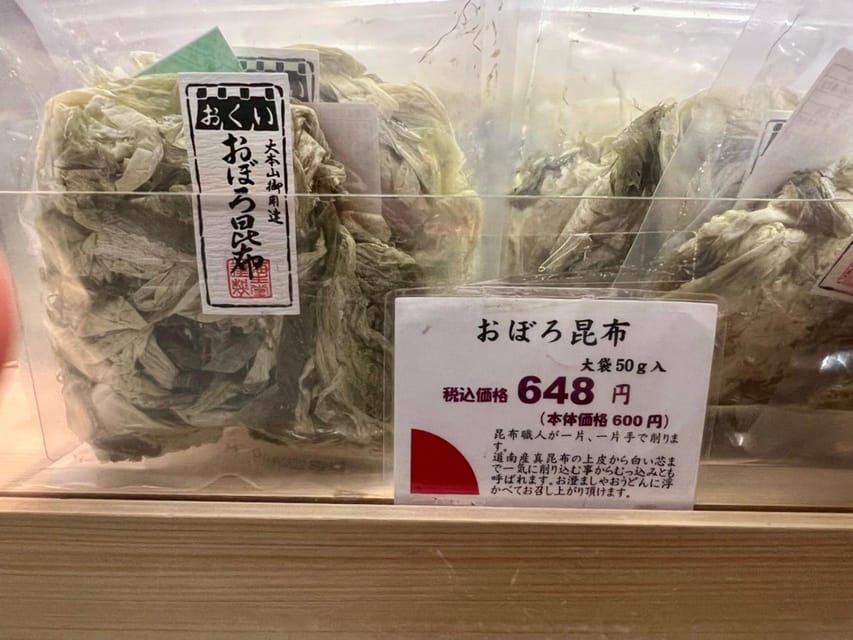 おくい
大本山御用達
おぼろ昆布
おぼろ昆布
大袋50g入
税込価格 648 円
(本体価格 600 円)
昆布職人が一片、一片手で削りま
す。
道南産真昆布の上皮から白い芯ま
で一気に削り込む事からむっ込みとも
呼ばれます。お澄ましやおうどんに浮
かべてお召し上がり頂けます。